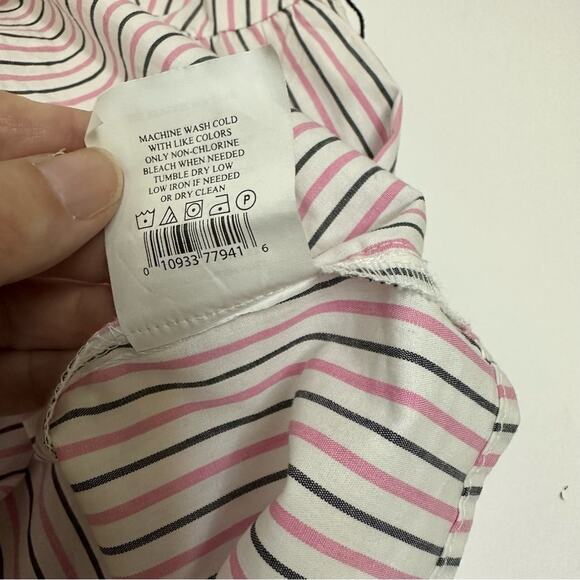 MACHINE WASH COLD
WITH LIKE COLORS
ONLY NON-CHLORINE
BLEACH WHEN NEEDED
TUMBLE DRY LOW
LOW IRON IF NEEDED
OR DRY CLEAN
P
0 10933 77941 6